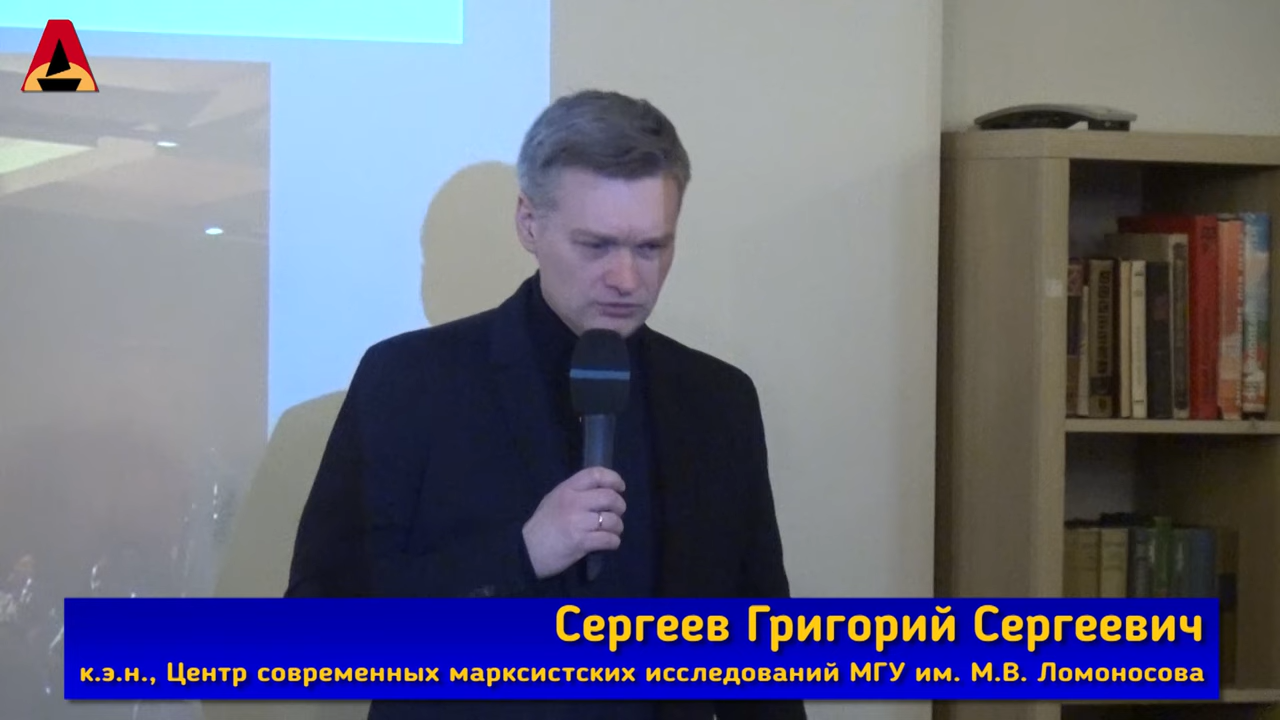 Сергеев Григорий Сергеевич
к.э.н., Центр современных марксистских исследований МГУ им. М.В. Ломоносова